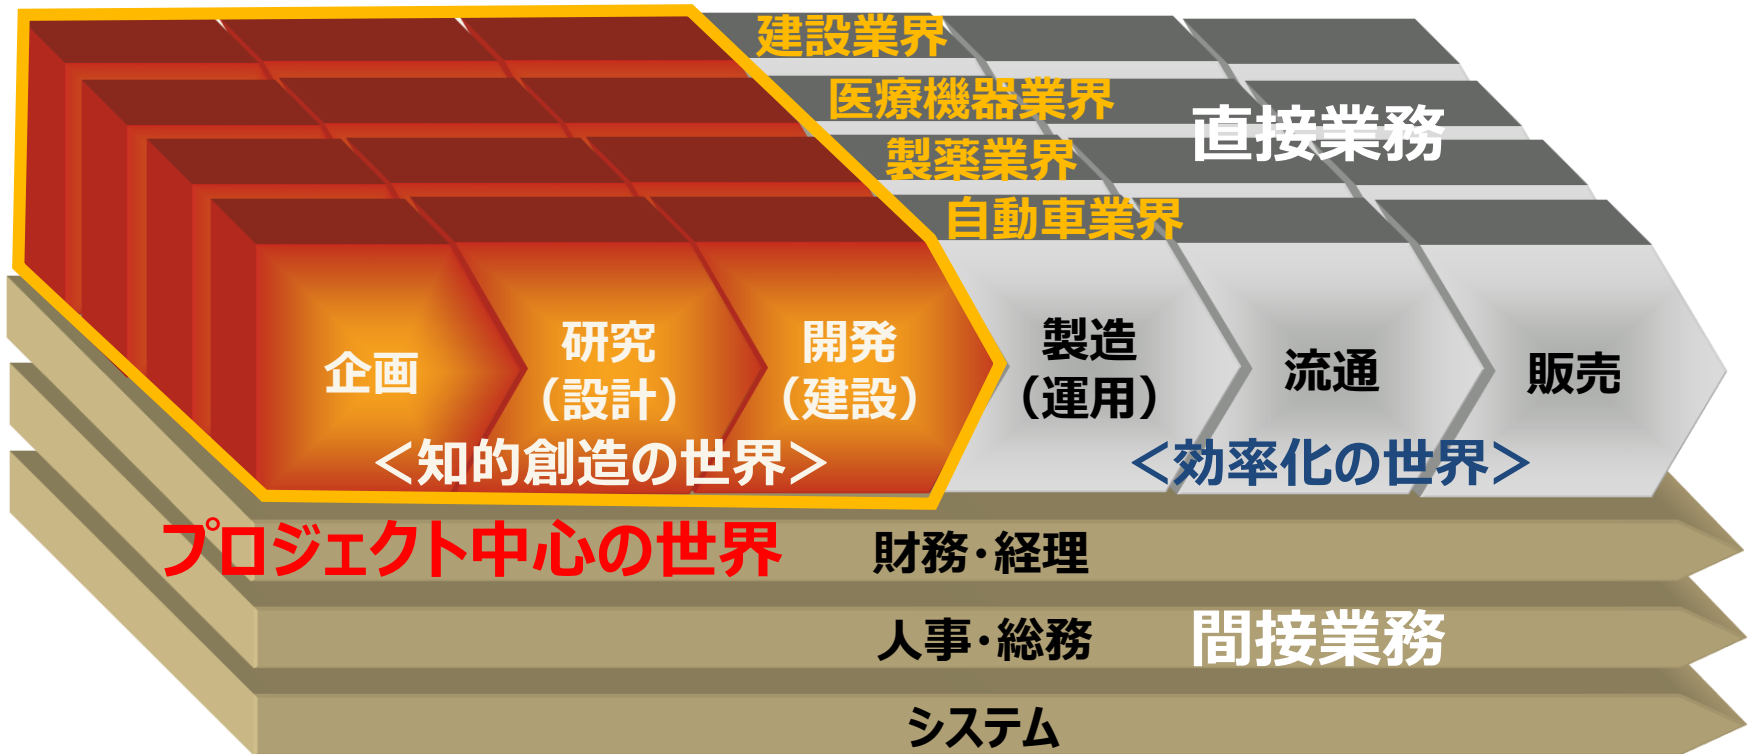 建設業界
医療機器業界
直接業務
製薬業界
自動車業界
企画
研究
(設計)
開発
(建設)
製造
(運用)
流通
販売
<知的創造の世界>
<効率化の世界>
プロジェクト中心の世界
財務・経理
人事・総務
間接業務
システム